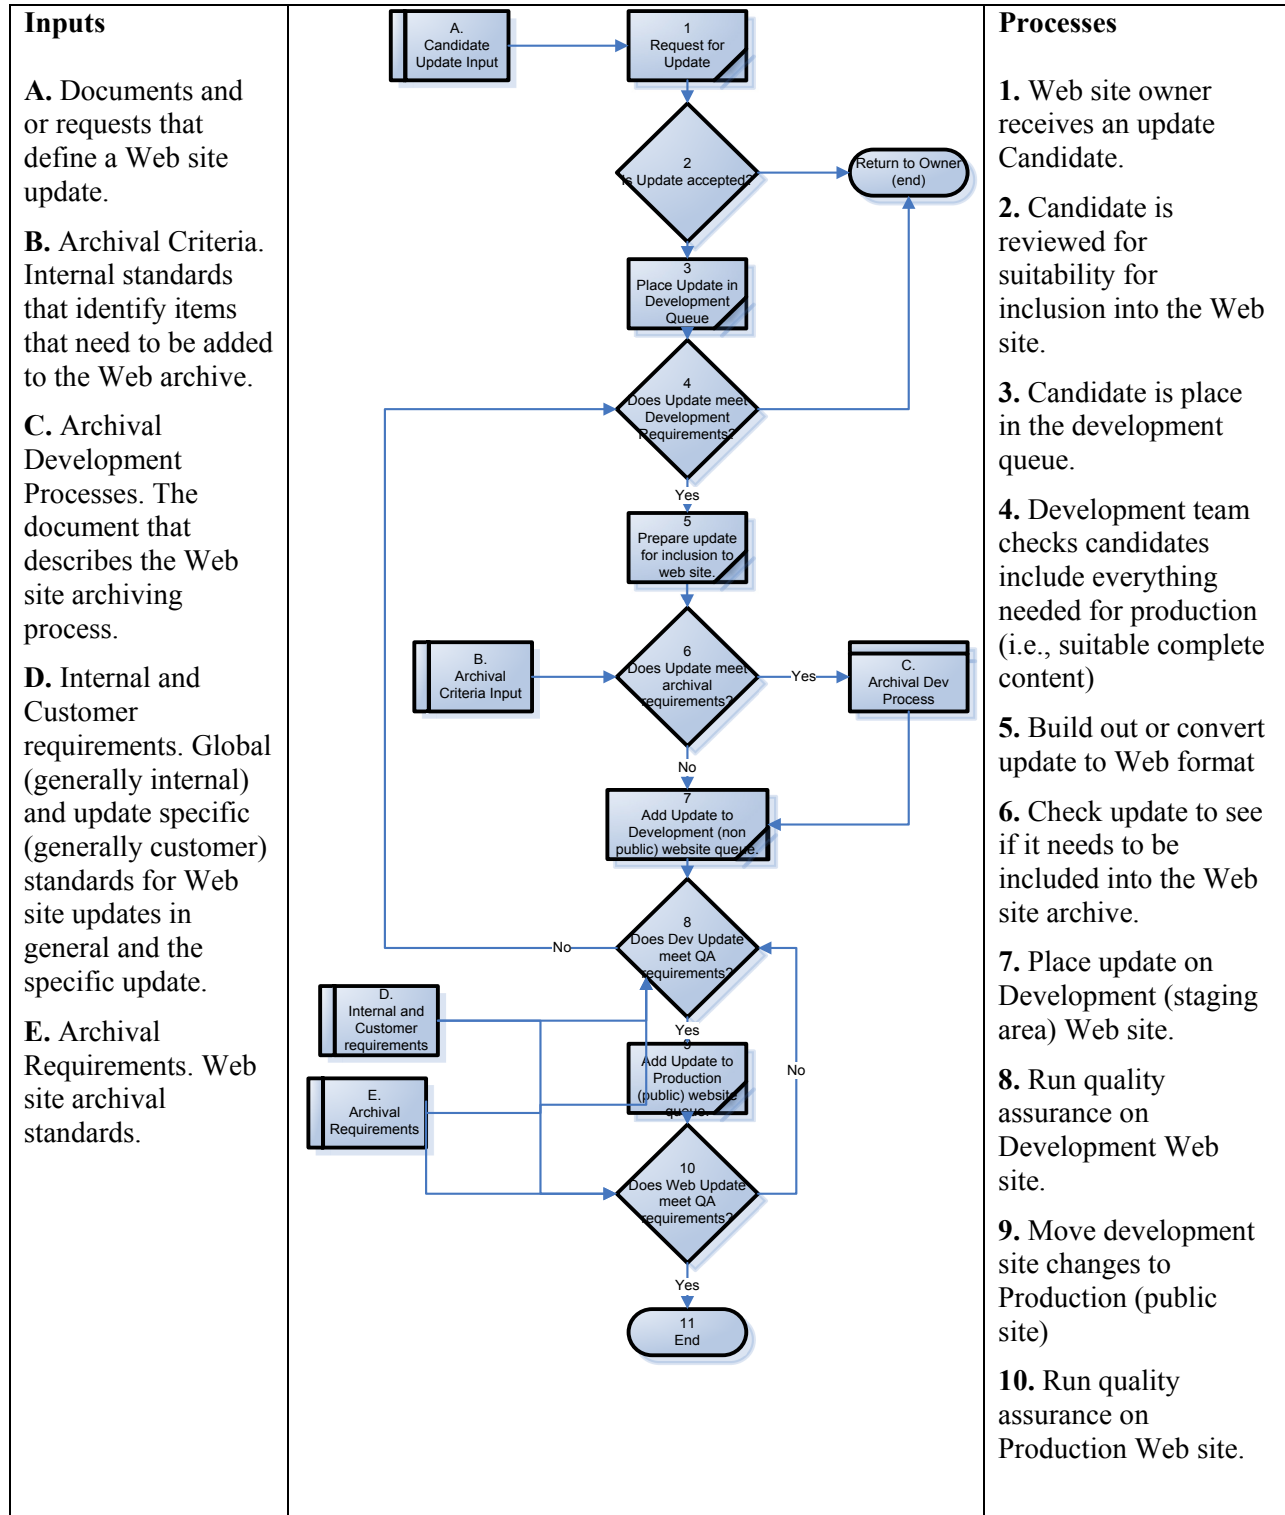 Inputs
A. Documents and
or requests that
define a Web site
update.
B. Archival Criteria.
Internal standards
that identify items
that need to be added
to the Web archive.
C. Archival
Development
Processes. The
document that
describes the Web
site archiving
process.
D. Internal and
Customer
requirements. Global
(generally internal)
and update specific
(generally customer)
standards for Web
site updates in
general and the
specific update.
E. Archival
Requirements. Web
site archival
standards.
A.
Candidate
Update Input
1
Request for
Update
2
Is Update accepted?
Return to Owner
(end)
3
Place Update in
Development
Queue
4
Does Update meet
Development
Requirements?
Yes
5
Prepare update
for inclusion to
web site.
B.
Archival
Criteria Input
6
Does Update meet
archival
requirements?
Yes
C.
Archival Dev
Process
No
7
Add Update to
Development (non
public) website queue.
8
Does Dev Update
meet QA
requirements?
No
D.
Internal and
Customer
requirements
Yes
9
Add Update to
Production
(public) website
queue.
No
E.
Archival
Requirements
10
Does Web Update
meet QA
requirements?
Yes
11
End
Processes
1. Web site owner
receives an update
Candidate.
2. Candidate is
reviewed for
suitability for
inclusion into the Web
site.
3. Candidate is place
in the development
queue.
4. Development team
checks candidates
include everything
needed for production
(i.e., suitable complete
content)
5. Build out or convert
update to Web format
6. Check update to see
if it needs to be
included into the Web
site archive.
7. Place update on
Development (staging
area) Web site.
8. Run quality
assurance on
Development Web
site.
9. Move development
site changes to
Production (public
site)
10. Run quality
assurance on
Production Web site.